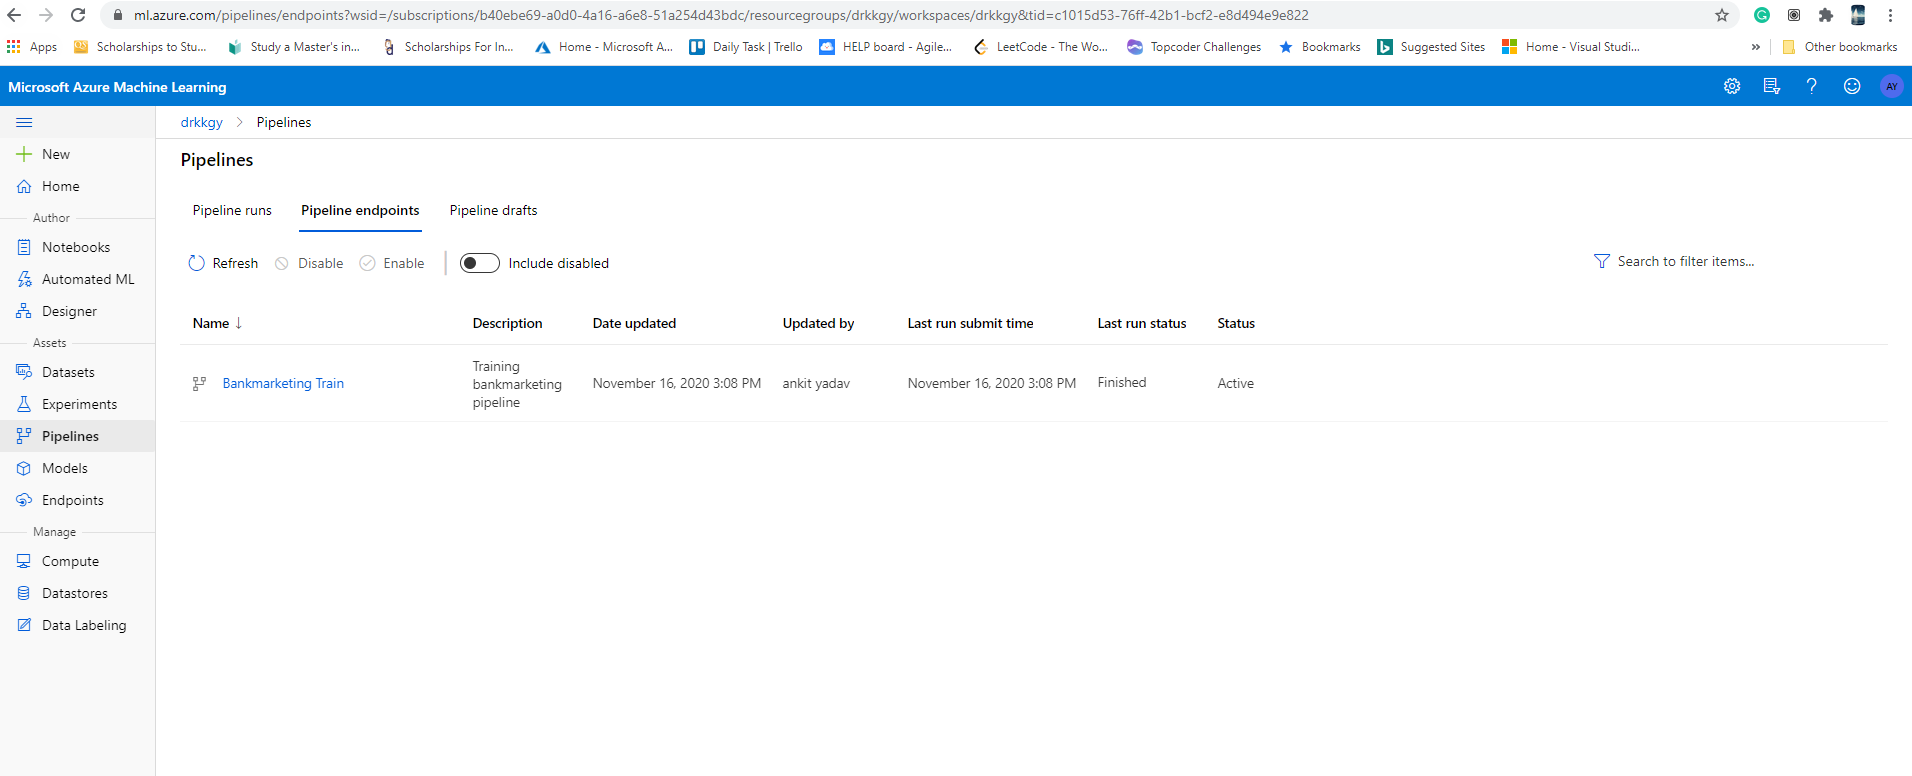 ml.azure.com/pipelines/endpoints?wsid=/subscriptions/b40ebe69-a0d0-4a16-a6e8-51a254d43bdc/resourcegroups/drkkgy/workspaces/drkkgy&tid=c1015d53-76ff-42b1-bcf2-e8d494e9e822
Apps Scholarships to Stu... Study a Master's in... Scholarships For In... Home - Microsoft A... Daily Task | Trello HELP board - Agile... LeetCode - The Wo... Topcoder Challenges Bookmarks Suggested Sites Home - Visual Studi... » Other bookmarks
Microsoft Azure Machine Learning AY
drkkgy > Pipelines
New
Home
Author
Notebooks
Automated ML
Designer
Assets
Datasets
Experiments
Pipelines
Models
Endpoints
Manage
Compute
Datastores
Data Labeling
Pipelines
Pipeline runs Pipeline endpoints Pipeline drafts
Refresh Disable Enable Include disabled Search to filter items...
Name ↓ Description Date updated Updated by Last run submit time Last run status Status
Training
Bankmarketing Train bankmarketing November 16, 2020 3:08 PM ankit yadav November 16, 2020 3:08 PM Finished Active
pipeline